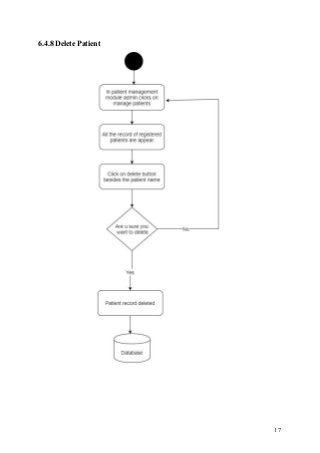 6.4.8 Delete Patient
In patient management
module admin clicks on
manage patients
All the record of registered
patients are appear.
Click on delete button
besides the patient name
Are u sure you
want to delete
No
Yes
Patient record deleted
Database
17